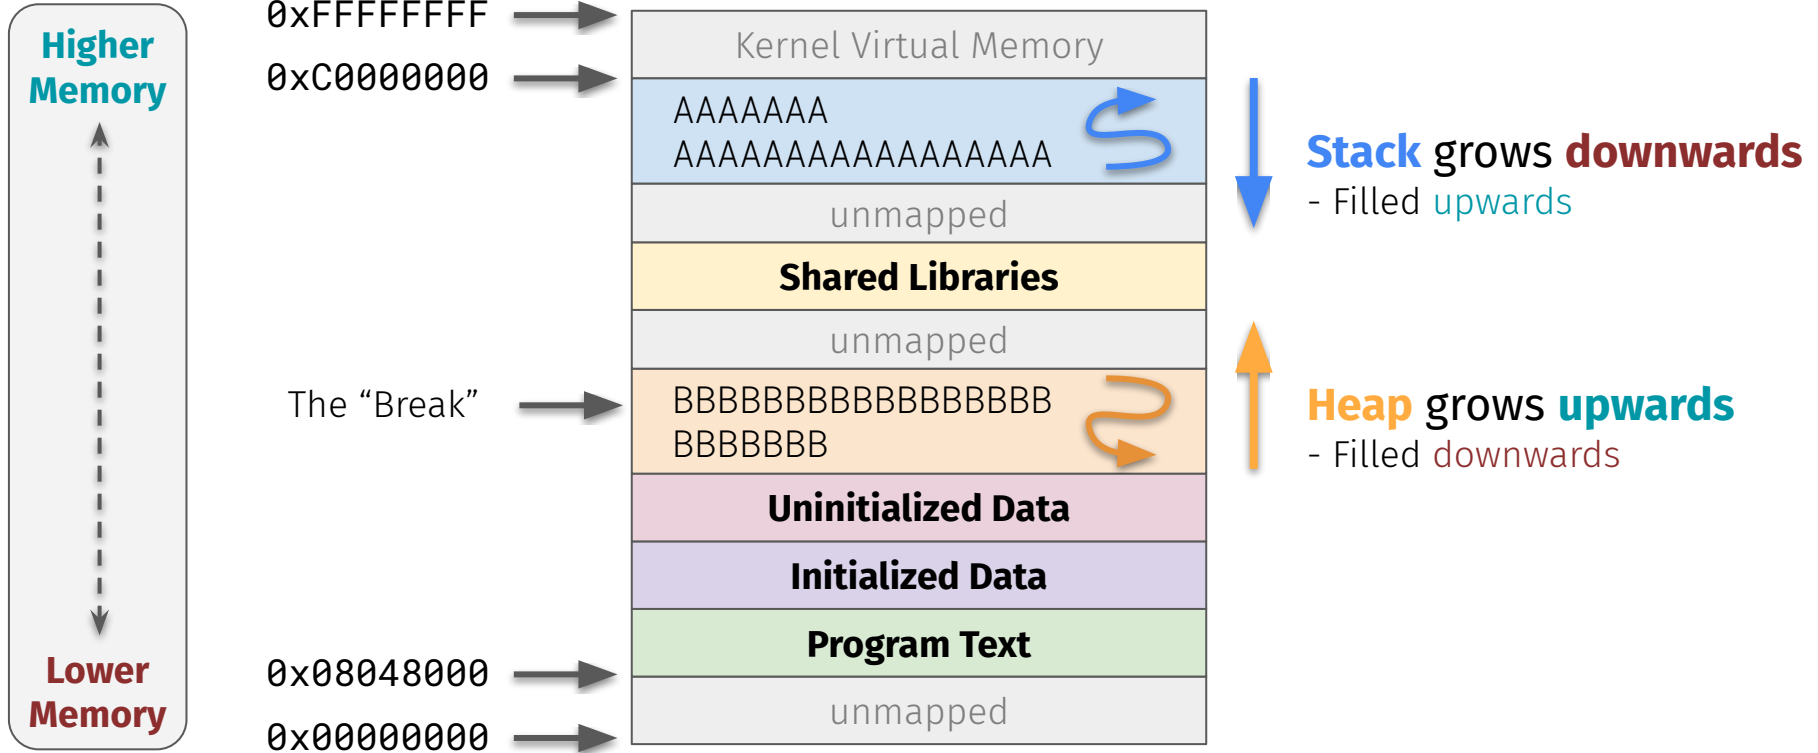 Higher
Memory
Lower
Memory
0xFFFFFFFF
0xC0000000
The “Break”
0x08048000
0x00000000
Kernel Virtual Memory
AAAAAAA
AAAAAAAAAAAAAAAAA
unmapped
Shared Libraries
unmapped
BBBBBBBBBBBBBBBBB
BBBBBBB
Uninitialized Data
Initialized Data
Program Text
unmapped
Stack grows downwards
- Filled upwards
Heap grows upwards
- Filled downwards